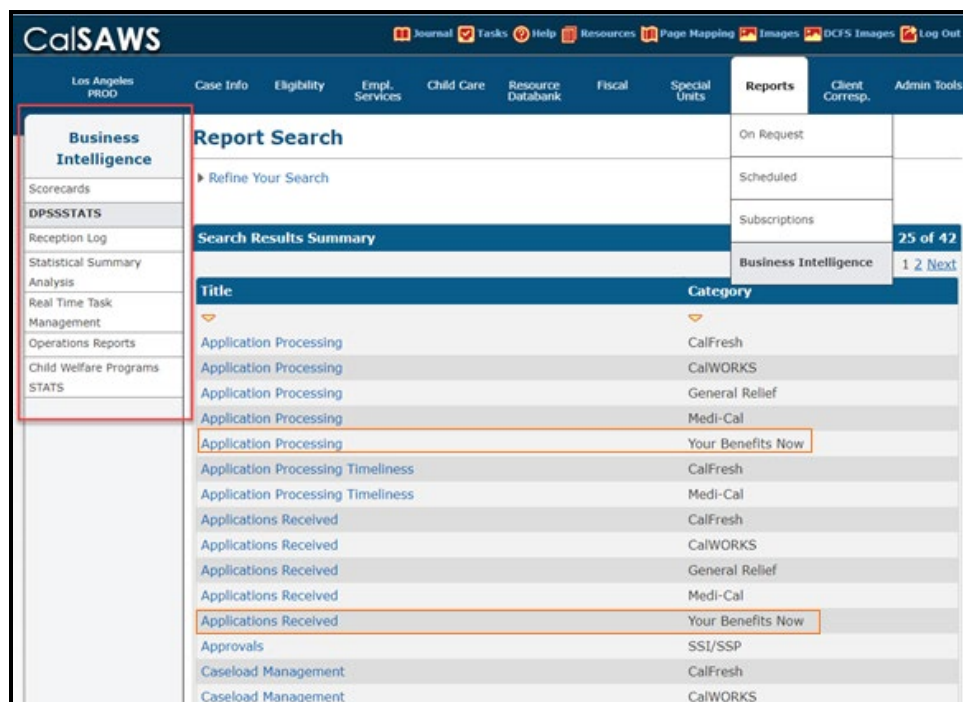 CalSAWS
Journal Tasks Help Resources Page Mapping Images DCFS Images Log Out
Los Angeles
PROD
Case Info
Eligibility
Empl.
Services
Child Care
Resource
Databank
Fiscal
Special
Units
Reports
Client
Corresp.
Admin Tools
On Request
Scheduled
Subscriptions
Business Intelligence
Business
Intelligence
Scorecards
DPSSSTATS
Reception Log
Statistical Summary
Analysis
Real Time Task
Management
Operations Reports
Child Welfare Programs
STATS
Report Search
Refine Your Search
Search Results Summary
25 of 42
1 2 Next
Title Category
Application Processing CalFresh
Application Processing CalWORKS
Application Processing General Relief
Application Processing Medi-Cal
Application Processing Your Benefits Now
Application Processing Timeliness CalFresh
Application Processing Timeliness Medi-Cal
Applications Received CalFresh
Applications Received CalWORKS
Applications Received General Relief
Applications Received Medi-Cal
Applications Received Your Benefits Now
Approvals SSI/SSP
Caseload Management CalFresh
Caseload Management CalWORKS